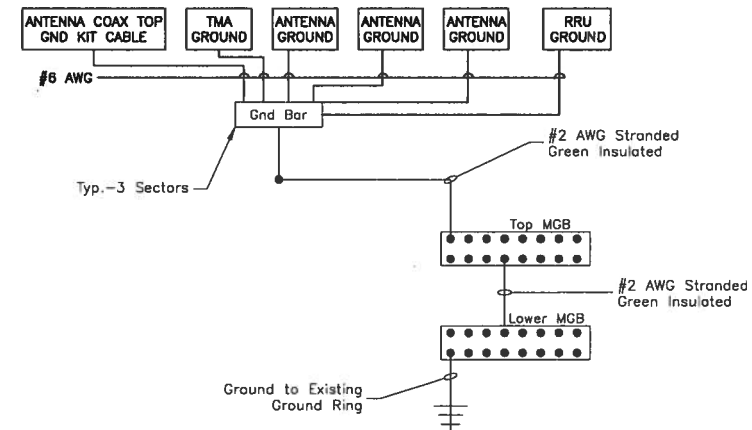 ANTENNA COAX TOP
GND KIT CABLE
TMA
GROUND
ANTENNA
GROUND
ANTENNA
GROUND
ANTENNA
GROUND
RRU
GROUND
#6 AWG
Gnd Bar
#2 AWG Stranded
Green Insulated
Typ.-3 Sectors
Top MGB
#2 AWG Stranded
Green Insulated
Lower MGB
Ground to Existing
Ground Ring